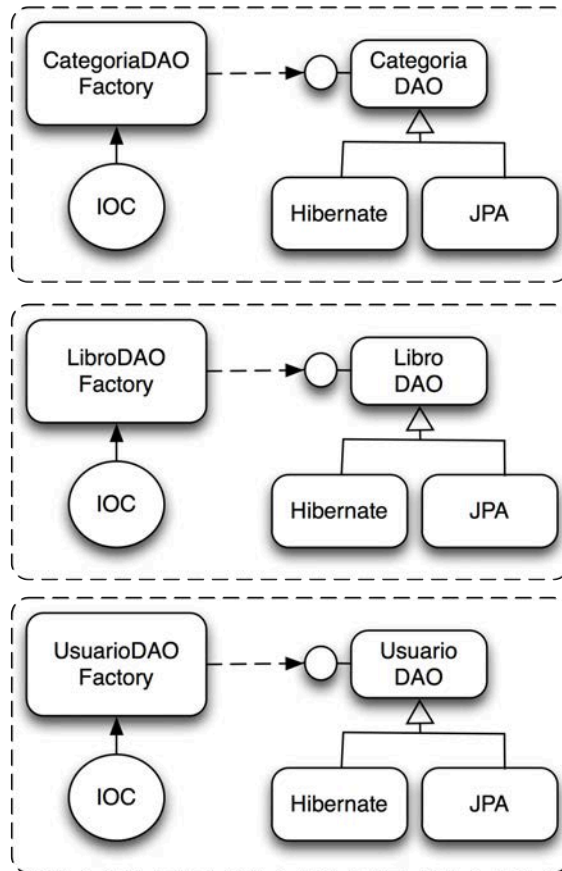 CategoriaDAO
Factory
Categoria
DAO
IOC
Hibernate
JPA
LibroDAO
Factory
Libro
DAO
IOC
Hibernate
JPA
UsuarioDAO
Factory
Usuario
DAO
IOC
Hibernate
JPA